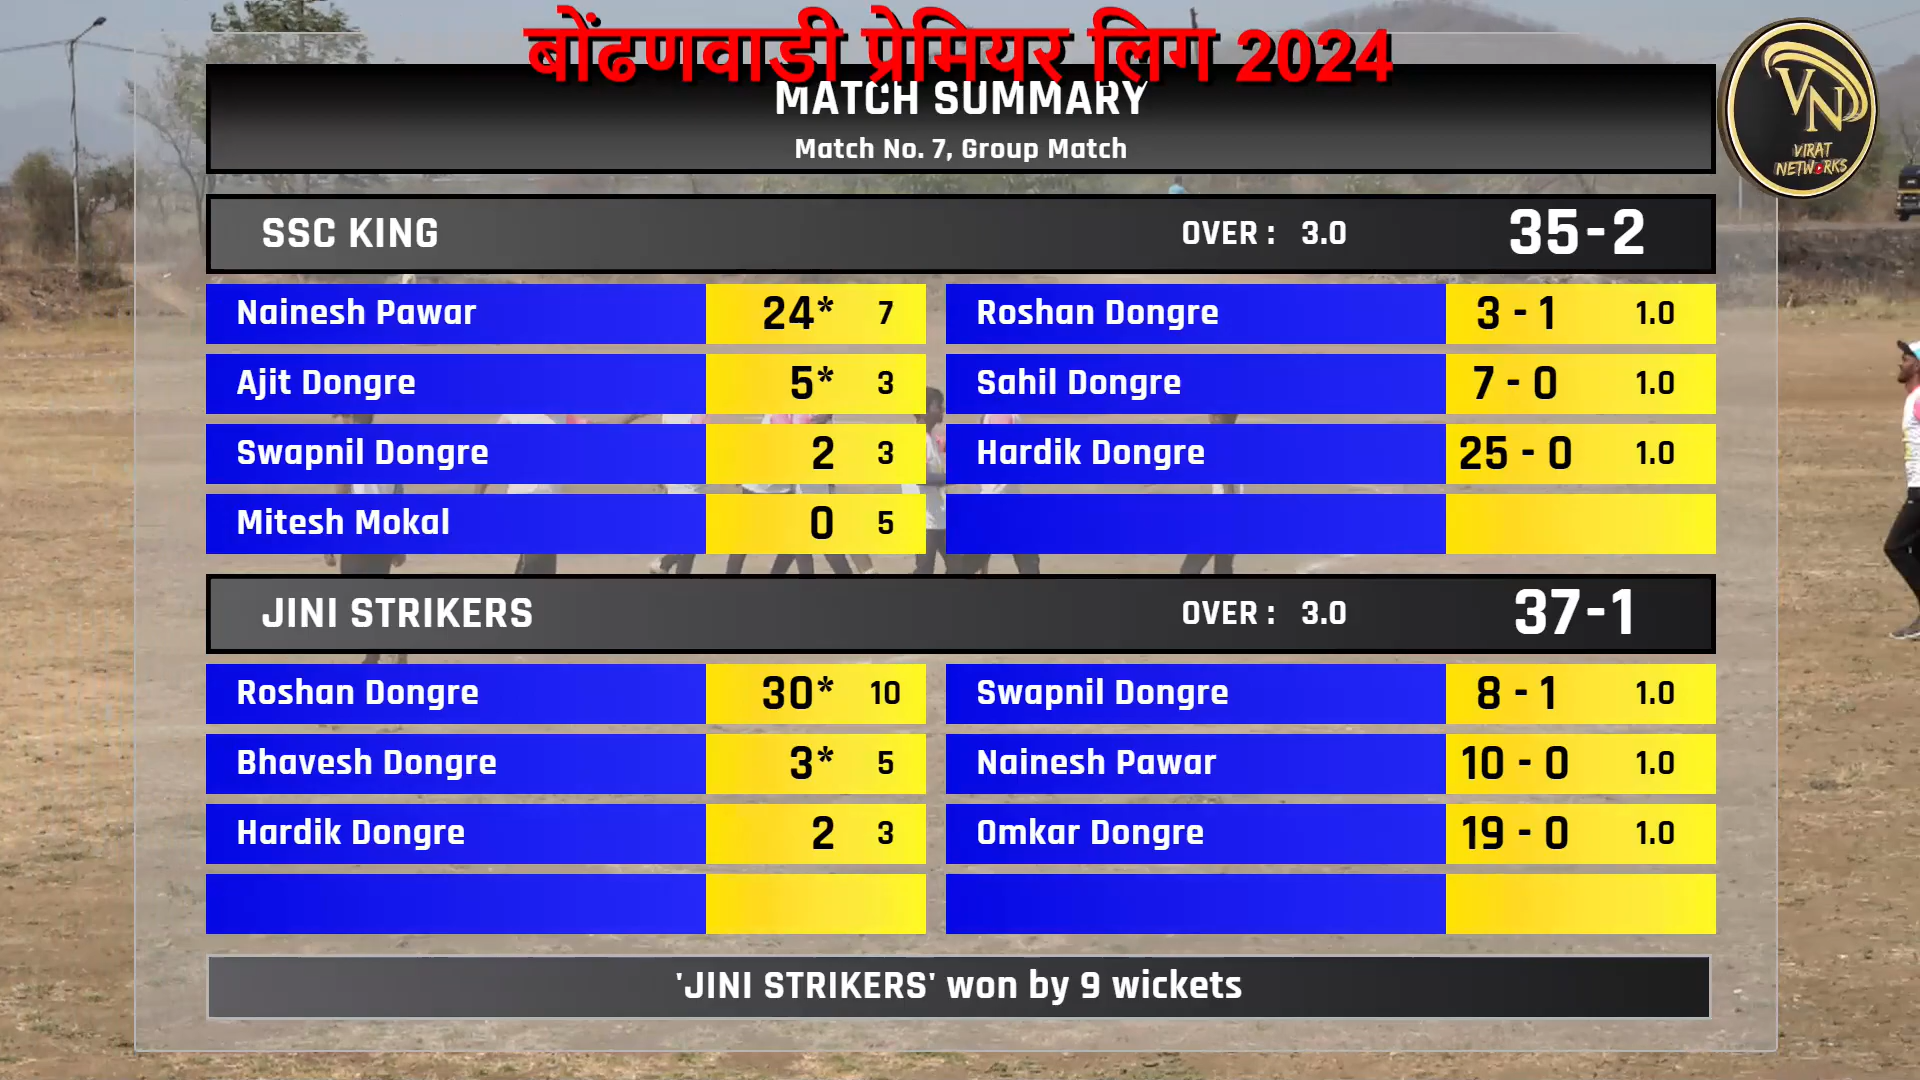 बोंढणवाडी प्रेमियर लिग 2024
MATCH SUMMARY
Match No. 7, Group Match
VN
VIRAT
NETWORKS
SSC KING OVER : 3.0 35-2
Nainesh Pawar 24* 7 Roshan Dongre 3 - 1 1.0
Ajit Dongre 5* 3 Sahil Dongre 7 - 0 1.0
Swapnil Dongre 2 3 Hardik Dongre 25 - 0 1.0
Mitesh Mokal 0 5
JINI STRIKERS OVER : 3.0 37-1
Roshan Dongre 30* 10 Swapnil Dongre 8 - 1 1.0
Bhavesh Dongre 3* 5 Nainesh Pawar 10 - 0 1.0
Hardik Dongre 2 3 Omkar Dongre 19 - 0 1.0
'JINI STRIKERS' won by 9 wickets